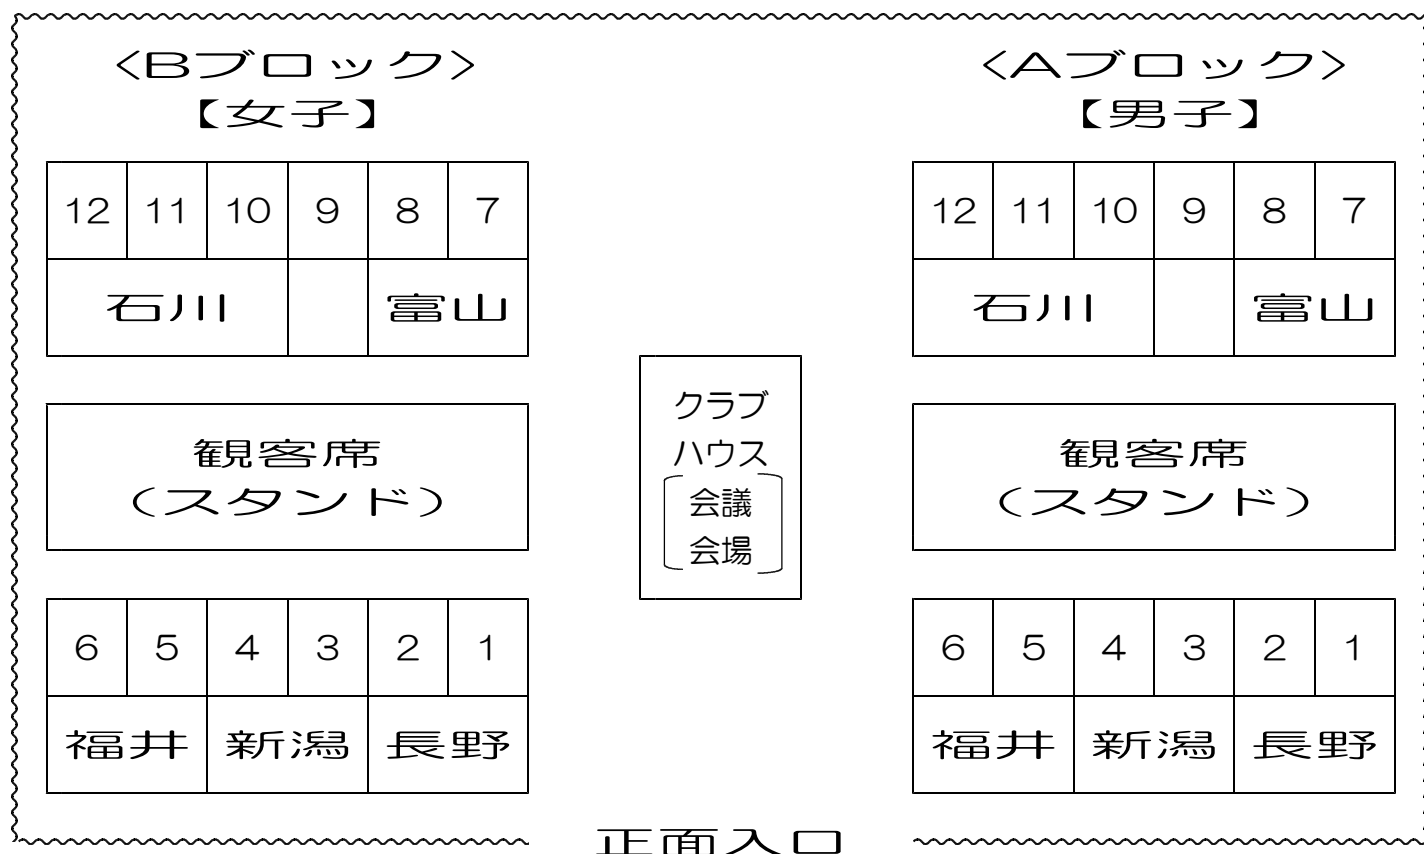 <Bブロック>
【女子】
12 11 10 9 8 7
石川 富山
観客席
(スタンド)
6 5 4 3 2 1
福井 新潟 長野
クラブ
ハウス
会議
会場
<Aブロック>
【男子】
12 11 10 9 8 7
石川 富山
観客席
(スタンド)
6 5 4 3 2 1
福井 新潟 長野
正面入口